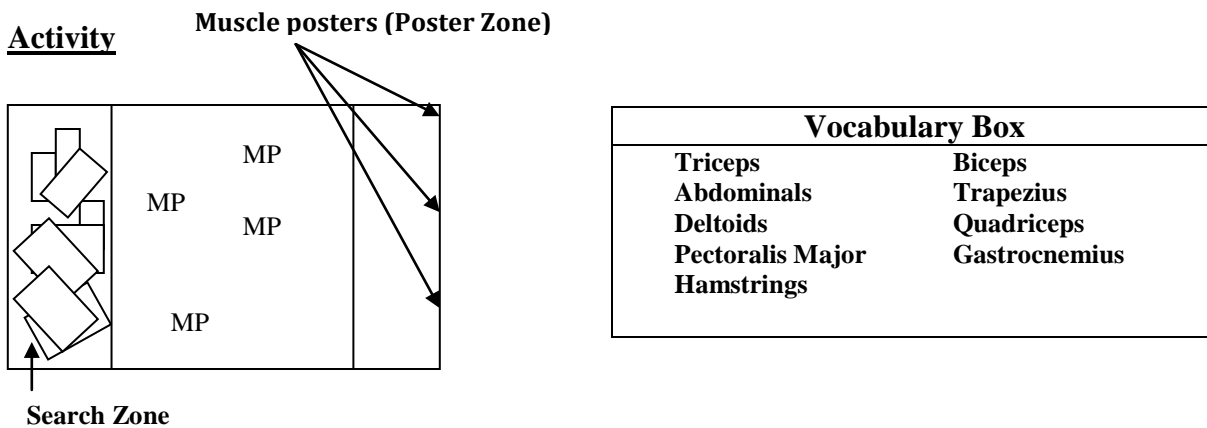 Muscle posters (Poster Zone)
Activity
MP
MP
MP
MP
Search Zone
Vocabulary Box
Triceps Biceps
Abdominals Trapezius
Deltoids Quadriceps
Pectoralis Major Gastrocnemius
Hamstrings